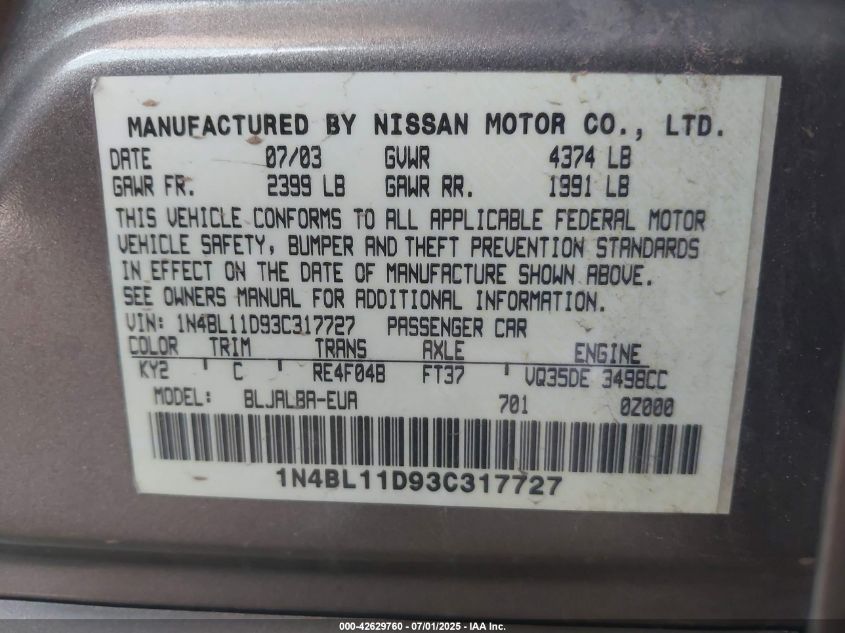 MANUFACTURED BY NISSAN MOTOR CO., LTD.
DATE 07/03 GVWR 4374 LB
GAWR FR. 2399 LB GAWR RR. 1991 LB
THIS VEHICLE CONFORMS TO ALL APPLICABLE FEDERAL MOTOR
VEHICLE SAFETY, BUMPER AND THEFT PREVENTION STANDARDS
IN EFFECT ON THE DATE OF MANUFACTURE SHOWN ABOVE.
SEE OWNERS MANUAL FOR ADDITIONAL INFORMATION.
VIN: 1N4BL11D93C317727 PASSENGER CAR
COLOR TRIM TRANS AXLE ENGINE
KY2 ' C ' RE4F04B FT37 ' VQ35DE 3498CC
MODEL: BLJALBA-EUA 701 0Z000
1N4BL11D93C317727
000-42629760 - 07/01/2025 - IAA Inc.